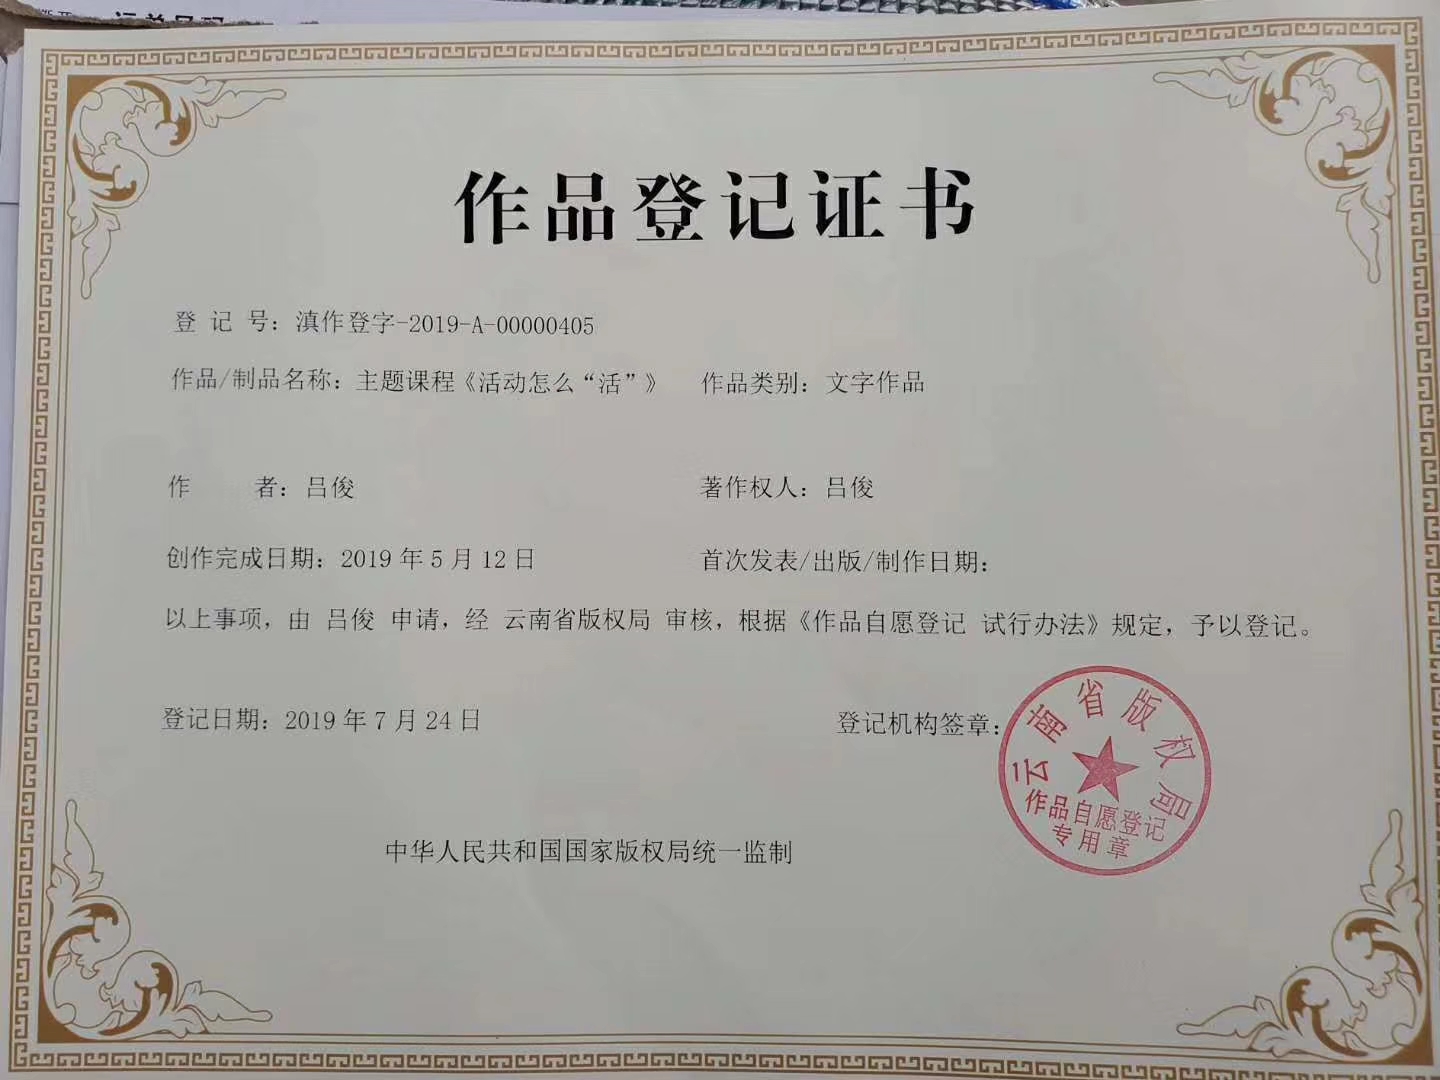 作品登记证书
登 记 号：滇作登字-2019-A-00000405
作品/制品名称：主题课程《活动怎么“活”》 作品类别：文字作品
作 者：吕俊 著作权人：吕俊
创作完成日期：2019 年 5 月 12 日 首次发表/出版/制作日期：
以上事项，由 吕俊 申请，经 云南省版权局 审核，根据《作品自愿登记 试行办法》规定，予以登记。
登记日期：2019 年 7 月 24 日 登记机构签章：
云南省版权局
作品自愿登记
专用章
中华人民共和国国家版权局统一监制